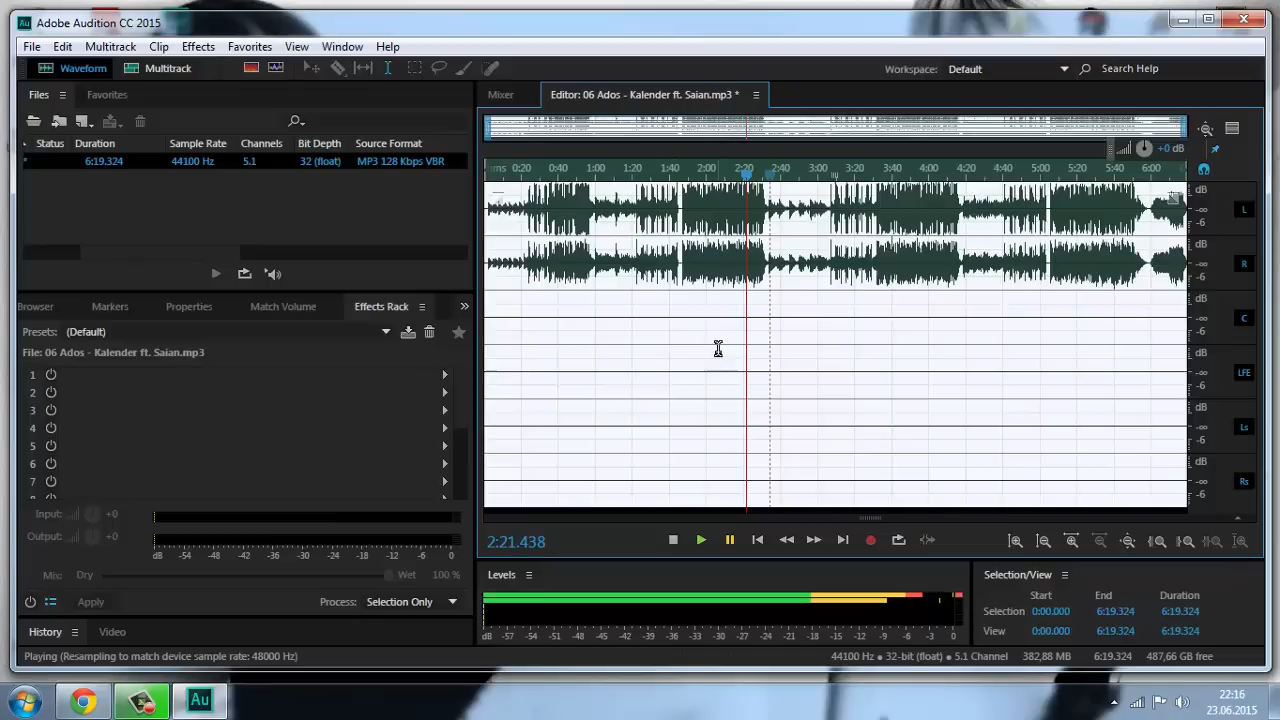 Au Adobe Audition CC 2015
File Edit Multitrack Clip Effects Favorites View Window Help
Waveform Multitrack Workspace: Default Search Help
Files Favorites
Mixer Editor: 06 Ados - Kalender ft. Saian.mp3 *
Status Duration Sample Rate Channels Bit Depth Source Format
6:19.324 44100 Hz 5.1 32 (float) MP3 128 Kbps VBR
+0 dB
ms 0:20 0:40 1:00 1:20 1:40 2:00 2:20 2:40 3:00 3:20 3:40 4:00 4:20 4:40 5:00 5:20 5:40 6:00
dB
-∞ L
-6
dB
-∞ R
-6
dB
-∞ C
-6
dB
-∞ LFE
-6
dB
-∞ Ls
-6
dB
-∞ Rs
-6
Browser Markers Properties Match Volume Effects Rack
Presets: (Default)
File: 06 Ados - Kalender ft. Saian.mp3
1
2
3
4
5
6
7
Input: +0
Output: +0
dB -54 -48 -42 -36 -30 -24 -18 -12 -6 0
Mix: Dry Wet 100 %
Apply Process: Selection Only
History Video
2:21.438
Levels
dB -57 -54 -51 -48 -45 -42 -39 -36 -33 -30 -27 -24 -21 -18 -15 -12 -9 -6 -3 0
Selection/View
Start End Duration
Selection 0:00.000 6:19.324 6:19.324
View 0:00.000 6:19.324 6:19.324
Playing (Resampling to match device sample rate: 48000 Hz)
44100 Hz ● 32-bit (float) ● 5.1 Channel 382,88 MB 6:19.324 487,66 GB free
Au
22:16
23.06.2015